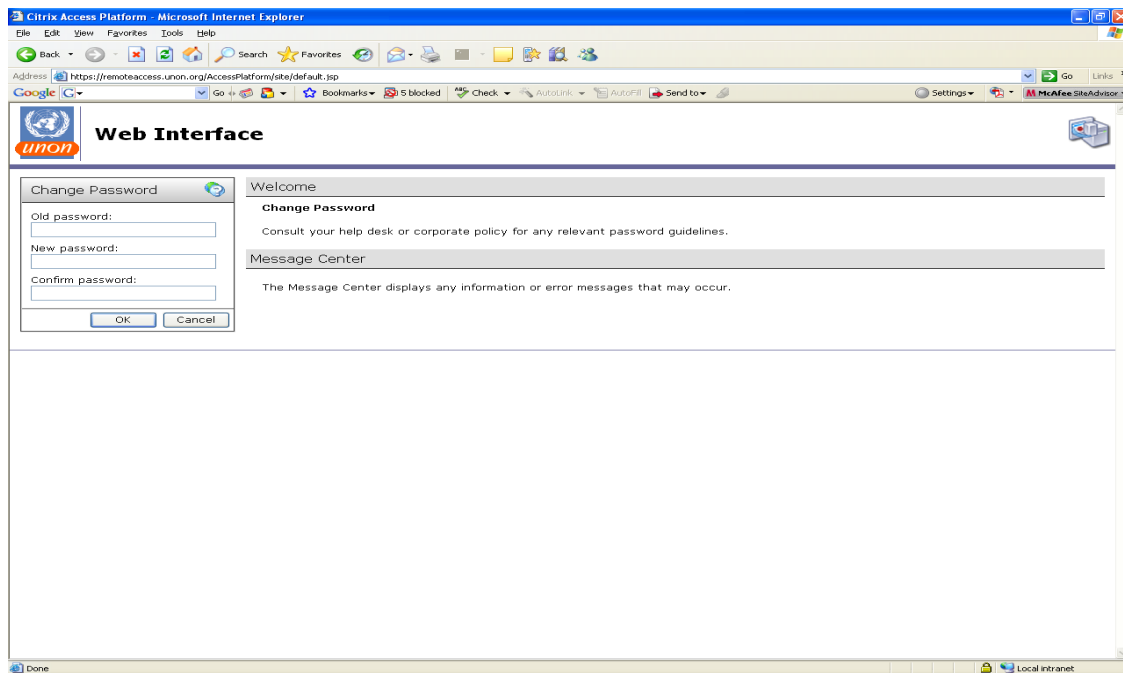 Citrix Access Platform - Microsoft Internet Explorer
File Edit View Favorites Tools Help
Back Search Favorites
Address https://remoteaccess.unon.org/AccessPlatform/site/default.jsp Go Links
Google G Go Bookmarks 5 blocked ABC Check AutoLink AutoFill Send to Settings M McAfee SiteAdvisor
unon
Web Interface
Change Password
Old password:
New password:
Confirm password:
OK Cancel
Welcome
Change Password
Consult your help desk or corporate policy for any relevant password guidelines.
Message Center
The Message Center displays any information or error messages that may occur.
Done Local intranet